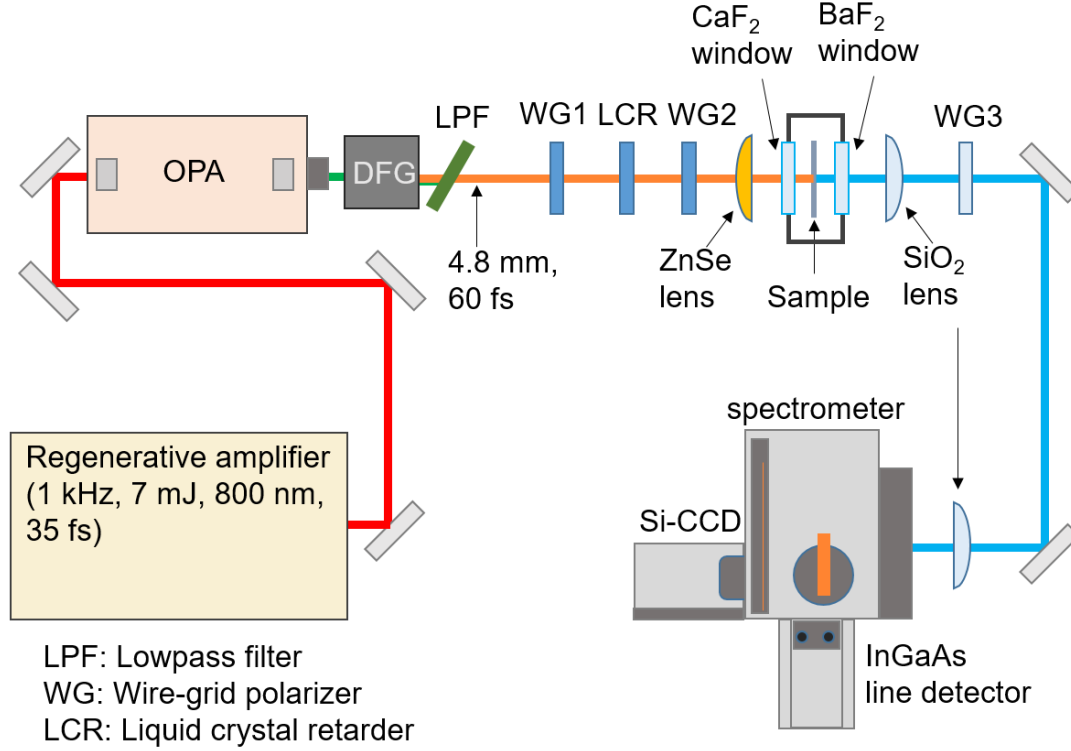 CaF₂
window
BaF₂
window
LPF
WG1
LCR
WG2
WG3
OPA
DFG
4.8 mm,
60 fs
ZnSe
lens
Sample
SiO₂
lens
spectrometer
Regenerative amplifier
(1 kHz, 7 mJ, 800 nm,
35 fs)
Si-CCD
InGaAs
line detector
LPF: Lowpass filter
WG: Wire-grid polarizer
LCR: Liquid crystal retarder